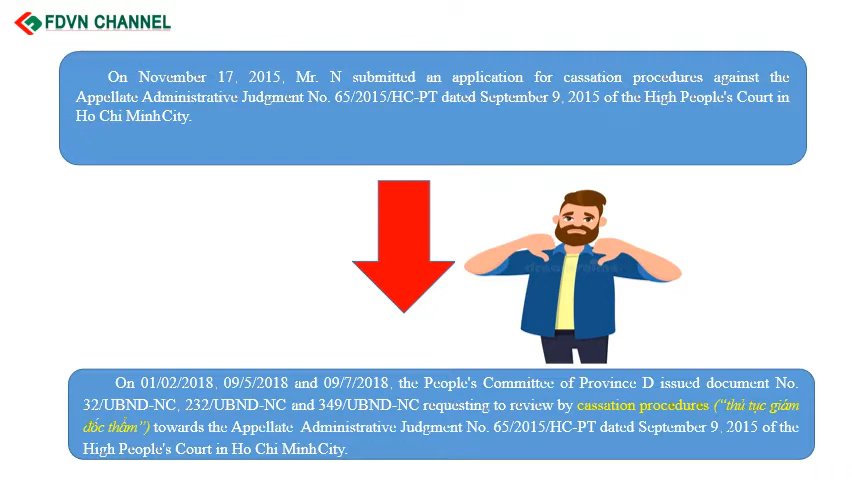 FDVN CHANNEL
On November 17, 2015, Mr. N submitted an application for cassation procedures against the
Appellate Administrative Judgment No. 65/2015/HC-PT dated September 9, 2015 of the High People's Court in
Ho Chi Minh City.
On 01/02/2018, 09/5/2018 and 09/7/2018, the People's Committee of Province D issued document No.
32/UBND-NC, 232/UBND-NC and 349/UBND-NC requesting to review by cassation procedures (“thủ tục giám
đốc thẩm”) towards the Appellate Administrative Judgment No. 65/2015/HC-PT dated September 9, 2015 of the
High People's Court in Ho Chi Minh City.